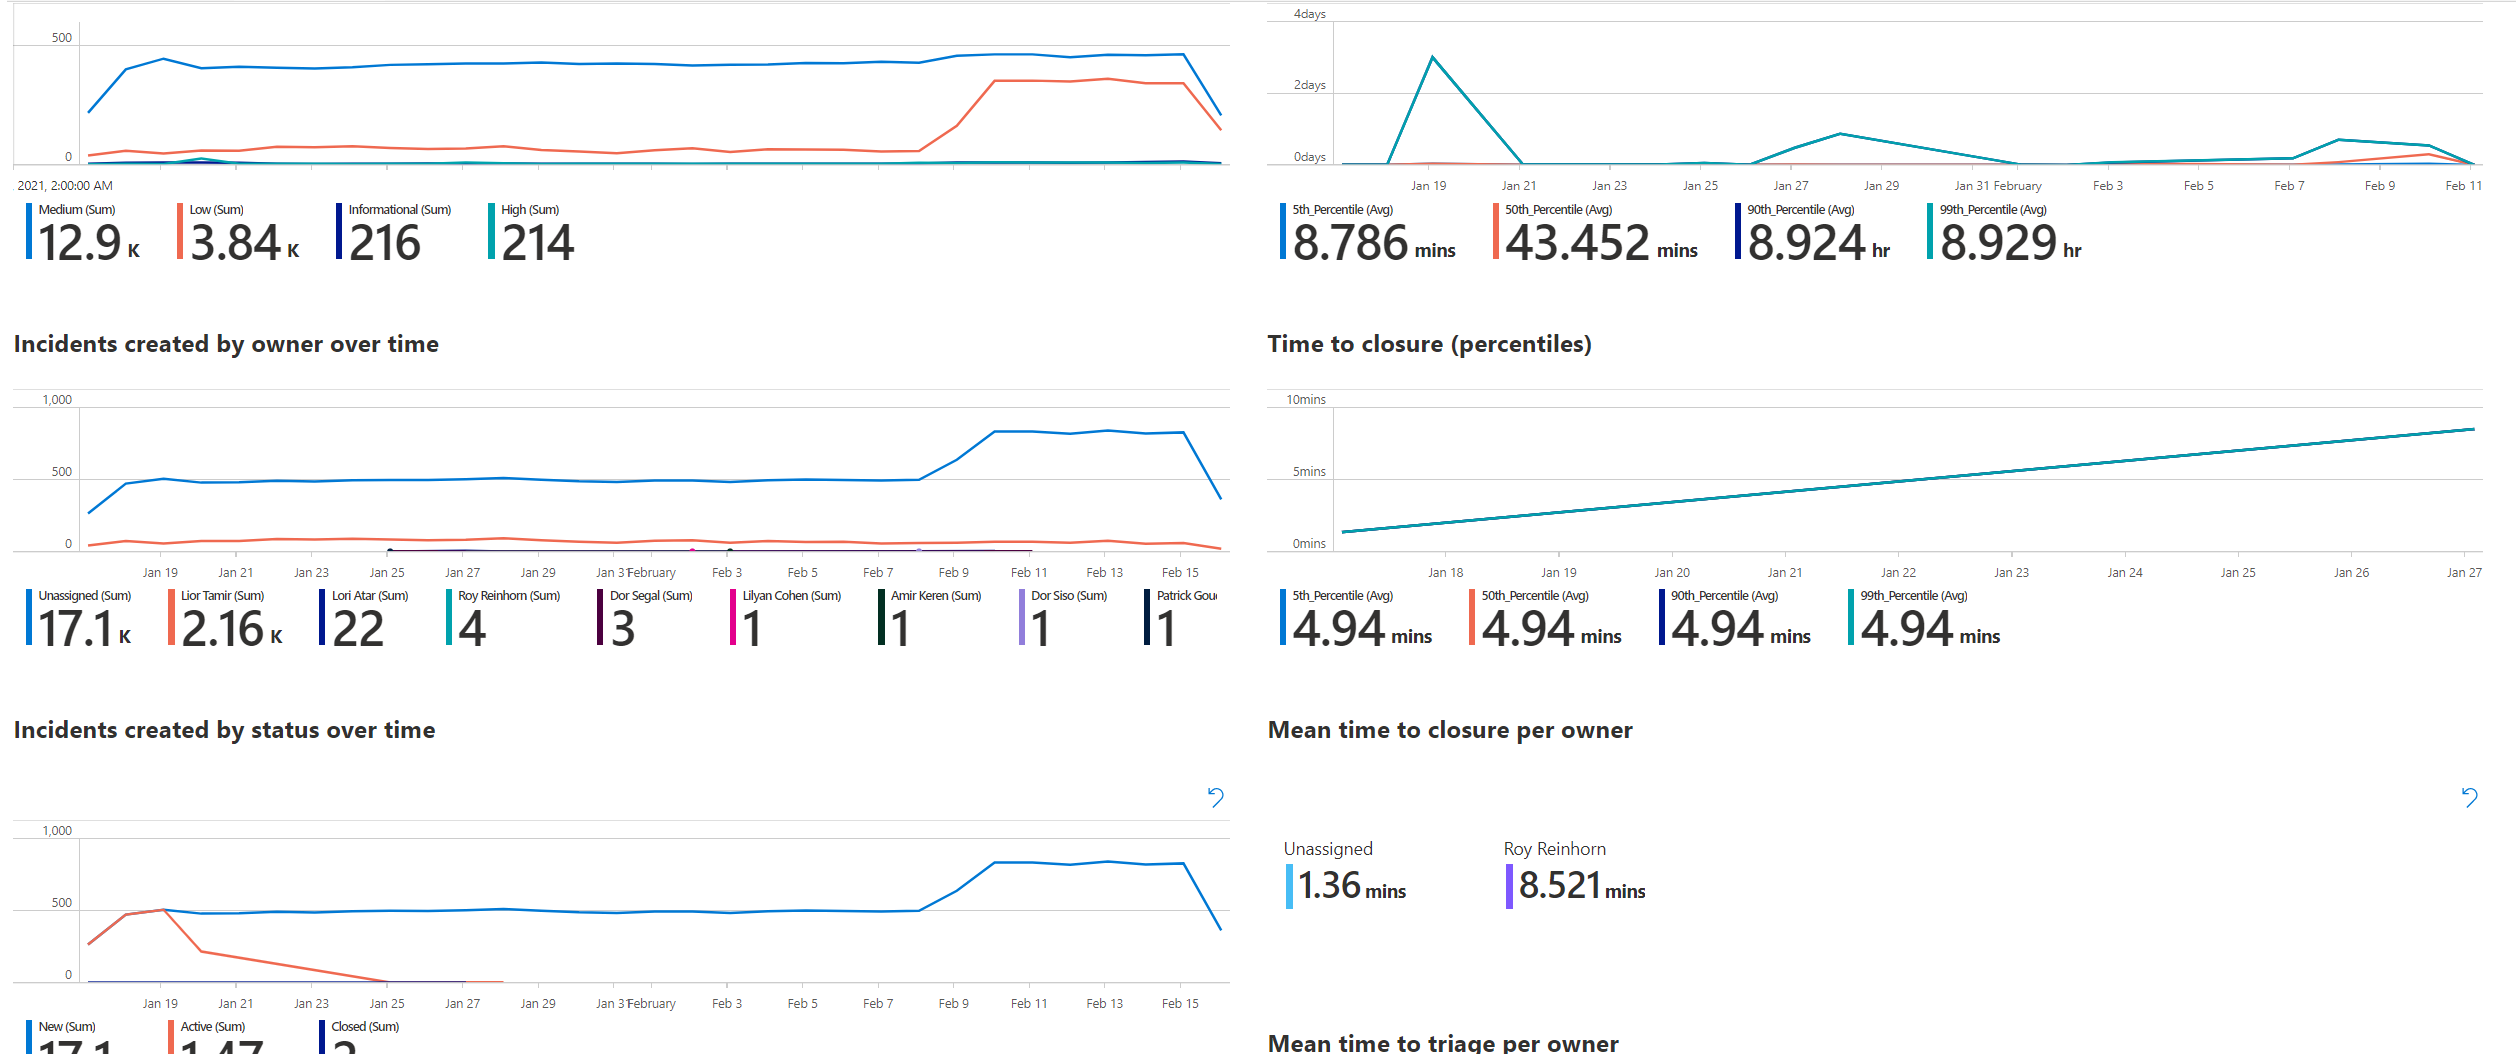 500
0
2021, 2:00:00 AM
Medium (Sum) Low (Sum) Informational (Sum) High (Sum)
12.9 K 3.84 K 216 214
4days
2days
0days
Jan 19 Jan 21 Jan 23 Jan 25 Jan 27 Jan 29 Jan 31 February Feb 3 Feb 5 Feb 7 Feb 9 Feb 11
5th_Percentile (Avg) 50th_Percentile (Avg) 90th_Percentile (Avg) 99th_Percentile (Avg)
8.786 mins 43.452 mins 8.924 hr 8.929 hr
Incidents created by owner over time
1,000
500
0
Jan 19 Jan 21 Jan 23 Jan 25 Jan 27 Jan 29 Jan 31 February Feb 3 Feb 5 Feb 7 Feb 9 Feb 11 Feb 13 Feb 15
Unassigned (Sum) Lior Tamir (Sum) Lori Atar (Sum) Roy Reinhorn (Sum) Dor Segal (Sum) Lilyan Cohen (Sum) Amir Keren (Sum) Dor Siso (Sum) Patrick
17.1 K 2.16 K 22 4 3 1 1 1 1
Time to closure (percentiles)
10mins
5mins
0mins
Jan 18 Jan 19 Jan 20 Jan 21 Jan 22 Jan 23 Jan 24 Jan 25 Jan 26 Jan 27
5th_Percentile (Avg) 50th_Percentile (Avg) 90th_Percentile (Avg) 99th_Percentile (Avg)
4.94 mins 4.94 mins 4.94 mins 4.94 mins
Incidents created by status over time
1,000
500
0
Jan 19 Jan 21 Jan 23 Jan 25 Jan 27 Jan 29 Jan 31 February Feb 3 Feb 5 Feb 7 Feb 9 Feb 11 Feb 13 Feb 15
New (Sum) Active (Sum) Closed (Sum)
17.1 1.47
Mean time to closure per owner
Unassigned Roy Reinhorn
1.36 mins 8.521 mins
Mean time to triage per owner